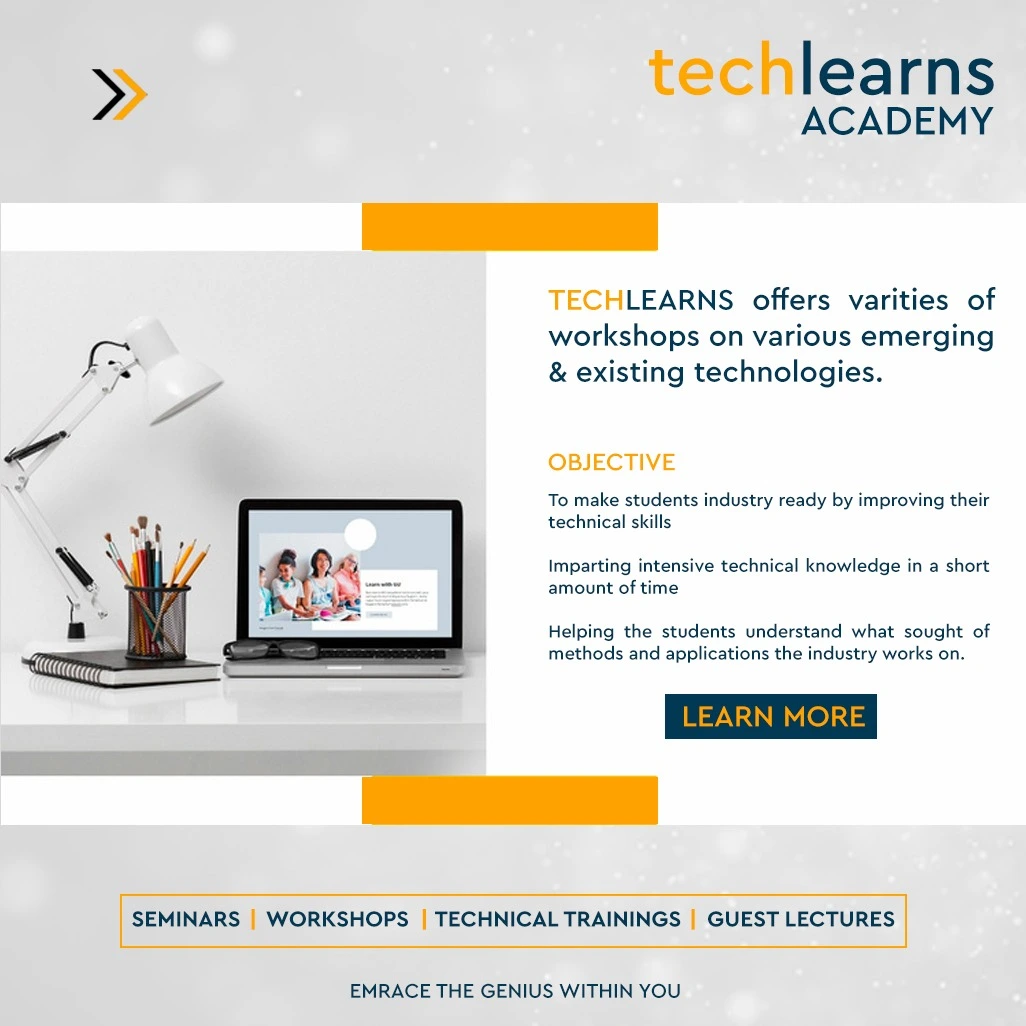 techlearns
ACADEMY
TECHLEARNS offers varities of
workshops on various emerging
& existing technologies.
OBJECTIVE
To make students industry ready by improving their
technical skills
Imparting intensive technical knowledge in a short
amount of time
Helping the students understand what sought of
methods and applications the industry works on.
LEARN MORE
Learn with Us!
SEMINARS | WORKSHOPS | TECHNICAL TRAININGS | GUEST LECTURES
EMRACE THE GENIUS WITHIN YOU